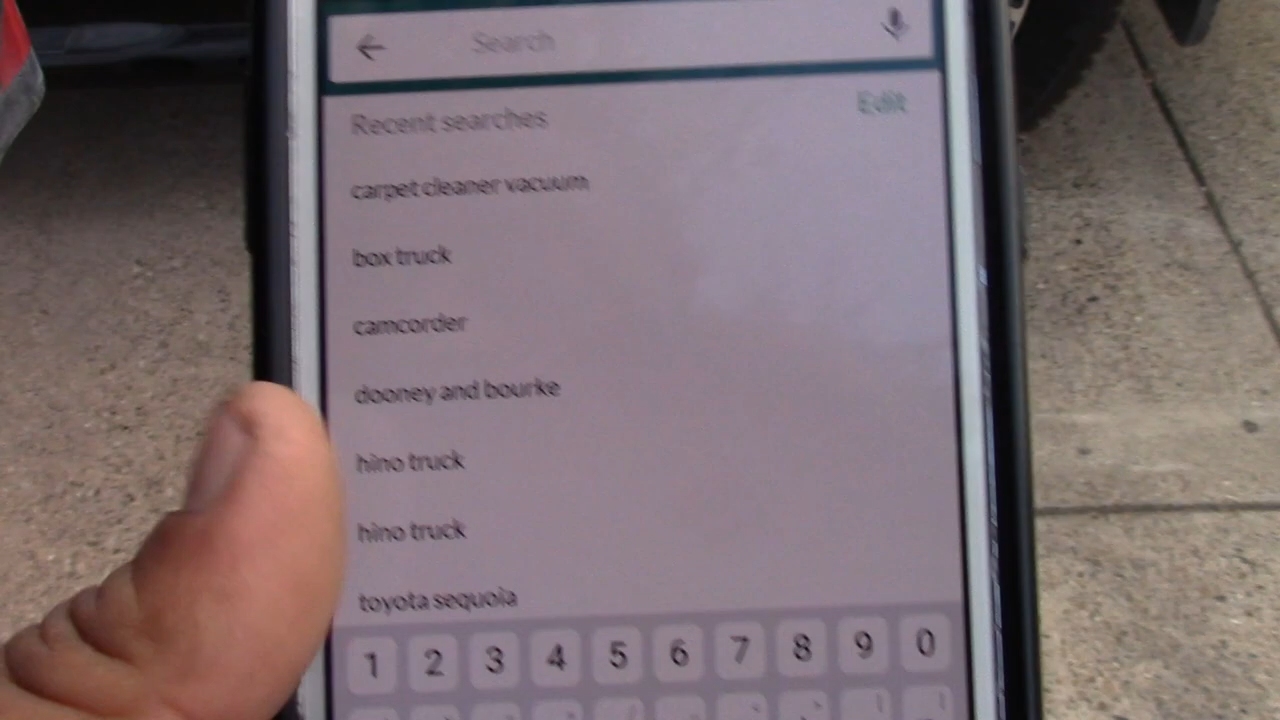 Search
Recent searches
Edit
carpet cleaner vacuum
box truck
camcorder
dooney and bourke
hino truck
hino truck
toyota sequoia
1 2 3 4 5 6 7 8 9 0